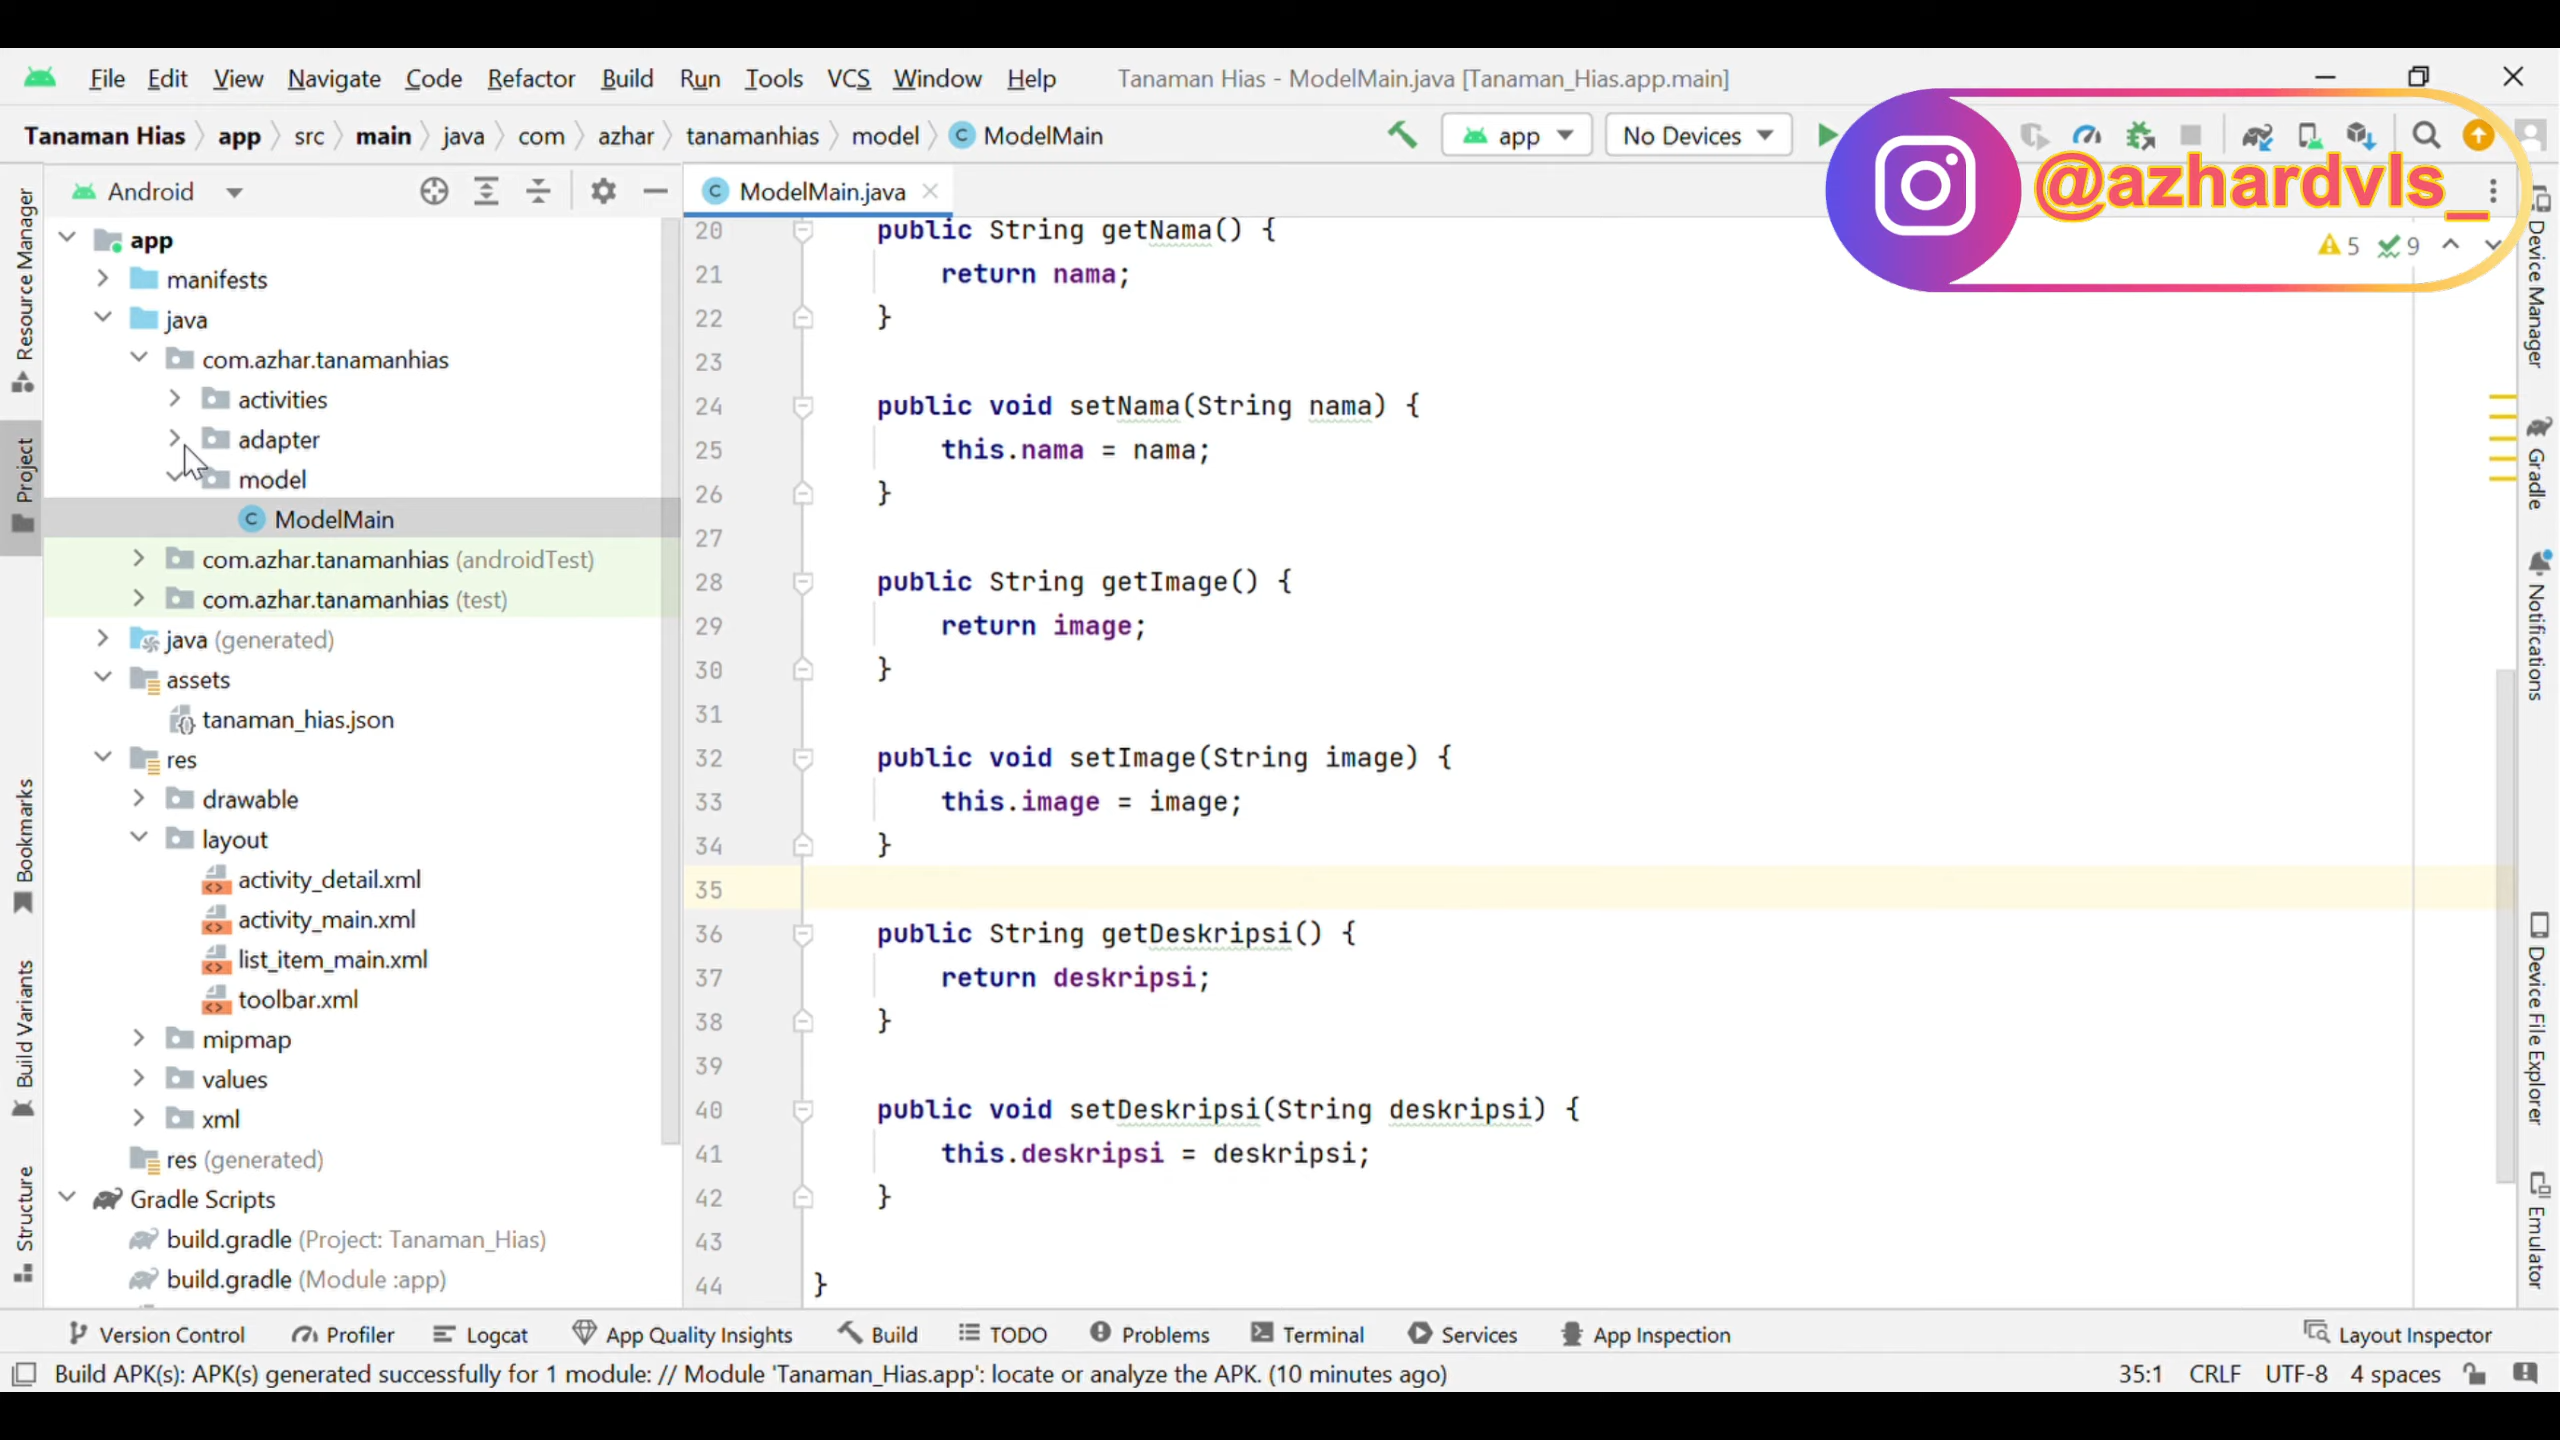 File Edit View Navigate Code Refactor Build Run Tools VCS Window Help Tanaman Hias - ModelMain.java [Tanaman_Hias.app.main]
Tanaman Hias app src main java com azhar tanamanhias model C ModelMain app No Devices
@azhardvls_
Android
C ModelMain.java
5 9
app
manifests
java
com.azhar.tanamanhias
activities
adapter
model
C ModelMain
com.azhar.tanamanhias (androidTest)
com.azhar.tanamanhias (test)
java (generated)
assets
tanaman_hias.json
res
drawable
layout
activity_detail.xml
activity_main.xml
list_item_main.xml
toolbar.xml
mipmap
values
xml
res (generated)
Gradle Scripts
build.gradle (Project: Tanaman_Hias)
build.gradle (Module :app)
20 public String getNama() {
21 return nama;
22 }
23
24 public void setNama(String nama) {
25 this.nama = nama;
26 }
27
28 public String getImage() {
29 return image;
30 }
31
32 public void setImage(String image) {
33 this.image = image;
34 }
35
36 public String getDeskripsi() {
37 return deskripsi;
38 }
39
40 public void setDeskripsi(String deskripsi) {
41 this.deskripsi = deskripsi;
42 }
43
44 }
Resource Manager
Project
Bookmarks
Build Variants
Structure
Device Manager
Gradle
Notifications
Device File Explorer
Emulator
Version Control Profiler Logcat App Quality Insights Build TODO Problems Terminal Services App Inspection Layout Inspector
Build APK(s): APK(s) generated successfully for 1 module: // Module 'Tanaman_Hias.app': locate or analyze the APK. (10 minutes ago) 35:1 CRLF UTF-8 4 spaces